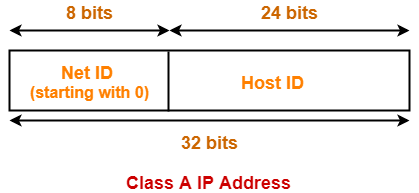 8 bits
24 bits
Net ID
(starting with 0)
Host ID
32 bits
Class A IP Address